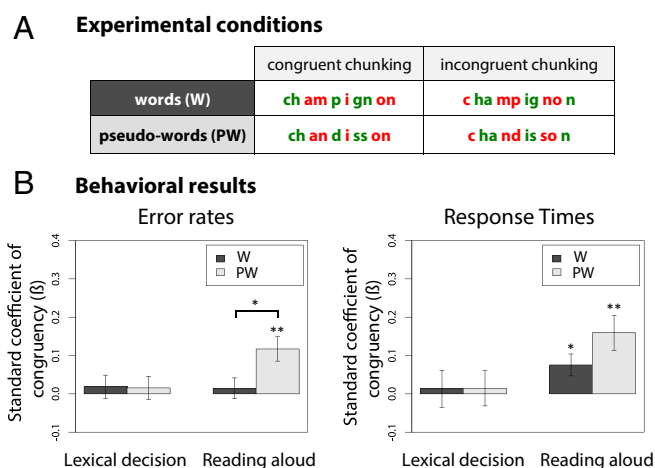 A Experimental conditions
congruent chunking incongruent chunking
words (W) ch am p i gn on c ha mp ig no n
pseudo-words (PW) ch an d i ss on c ha nd is so n
B Behavioral results
Error rates
Standard coefficient of
congruency (ß)
0.4
0.3
0.2
0.1
0.0
-0.1
W
PW
*
**
Lexical decision Reading aloud
Response Times
Standard coefficient of
congruency (ß)
0.4
0.3
0.2
0.1
0.0
-0.1
W
PW
*
**
Lexical decision Reading aloud